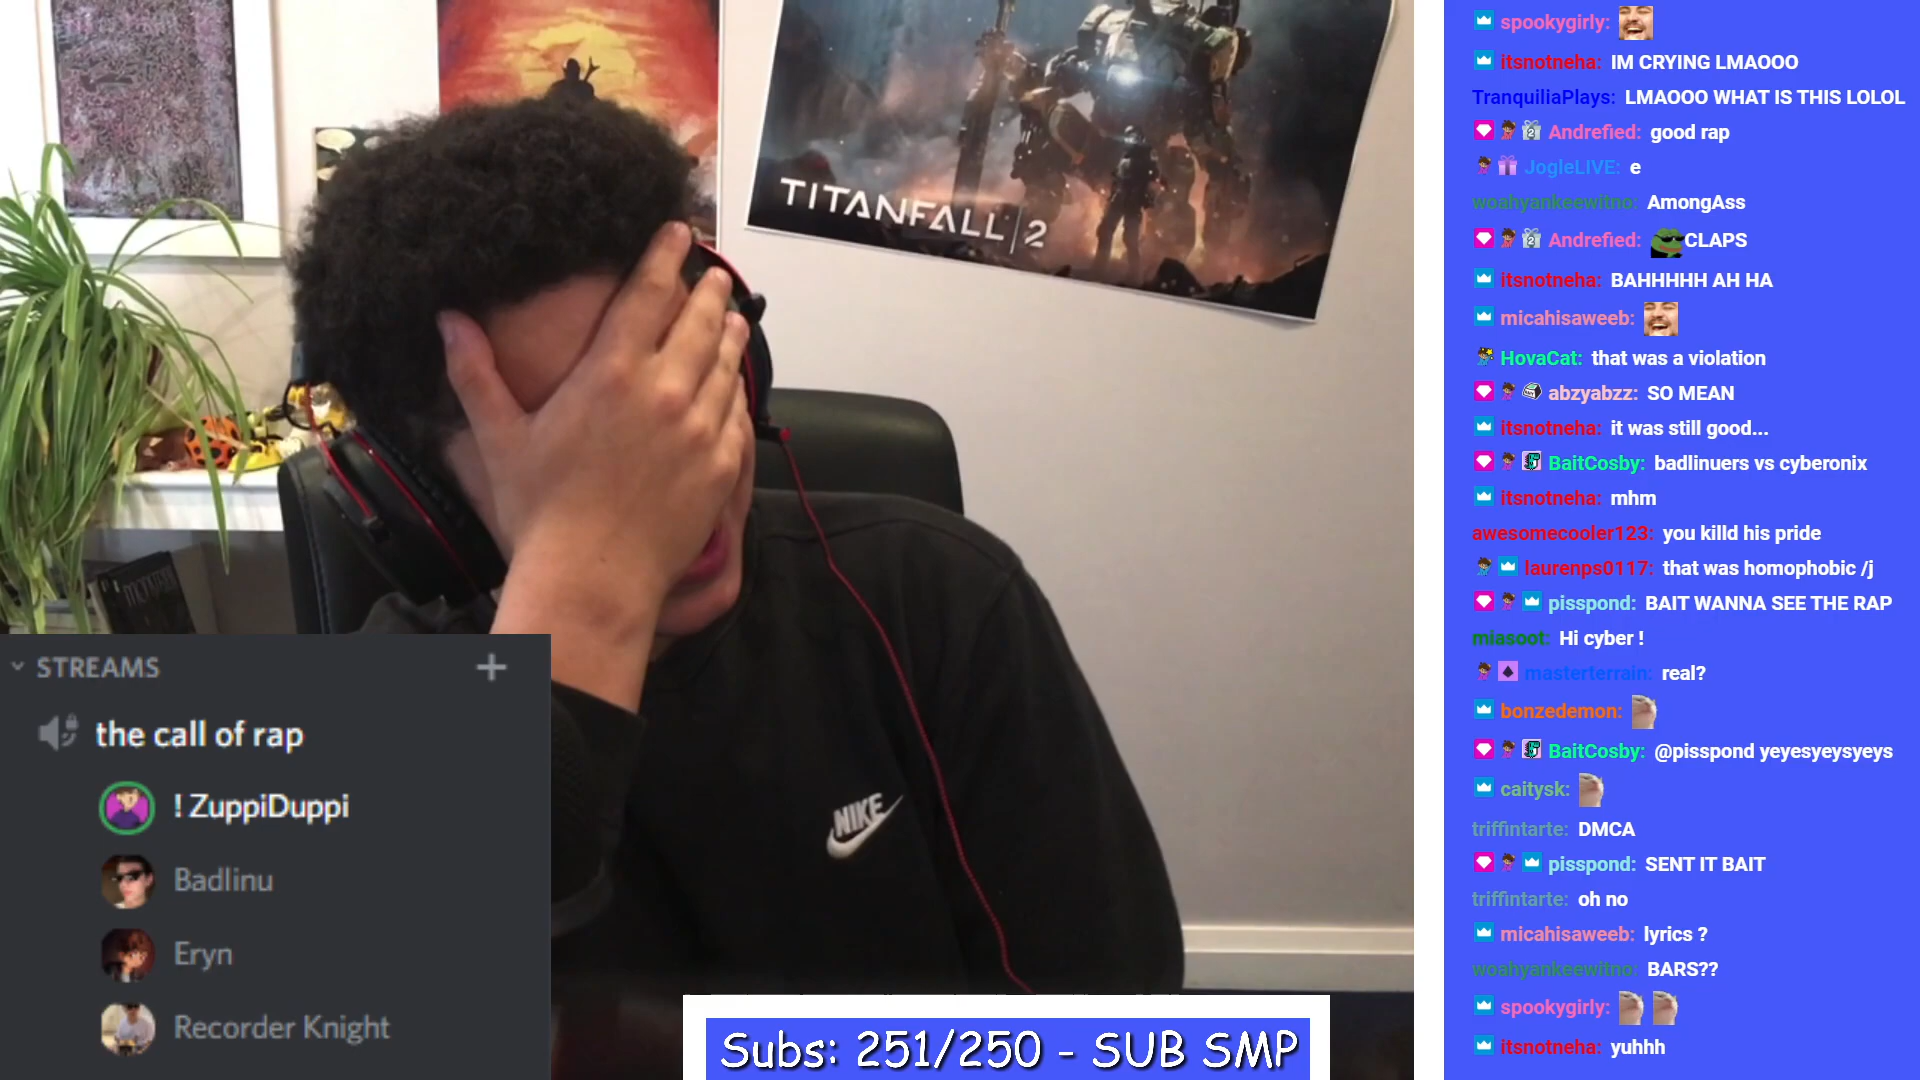 TITANFALL 2
NIKE
STREAMS
the call of rap
! ZuppiDuppi
Badlinu
Eryn
Recorder Knight
Subs: 251/250 - SUB SMP
spookygirly:
itsnotneha: IM CRYING LMAOOO
TranquiliaPlays: LMAOOO WHAT IS THIS LOLOL
Andrefied: good rap
JogleLIVE: e
woahyankeewitno: AmongAss
Andrefied: CLAPS
itsnotneha: BAHHHHH AH HA
micahisaweeb:
HovaCat: that was a violation
abzyabzz: SO MEAN
itsnotneha: it was still good...
BaitCosby: badlinuers vs cyberonix
itsnotneha: mhm
awesomecooler123: you killd his pride
laurenps0117: that was homophobic /j
pisspond: BAIT WANNA SEE THE RAP
miasoot: Hi cyber !
masterterrain: real?
bonzedemon:
BaitCosby: @pisspond yeyesyeysyeys
caitysk:
triffintarte: DMCA
pisspond: SENT IT BAIT
triffintarte: oh no
micahisaweeb: lyrics ?
woahyankeewitno: BARS??
spookygirly:
itsnotneha: yuhhh